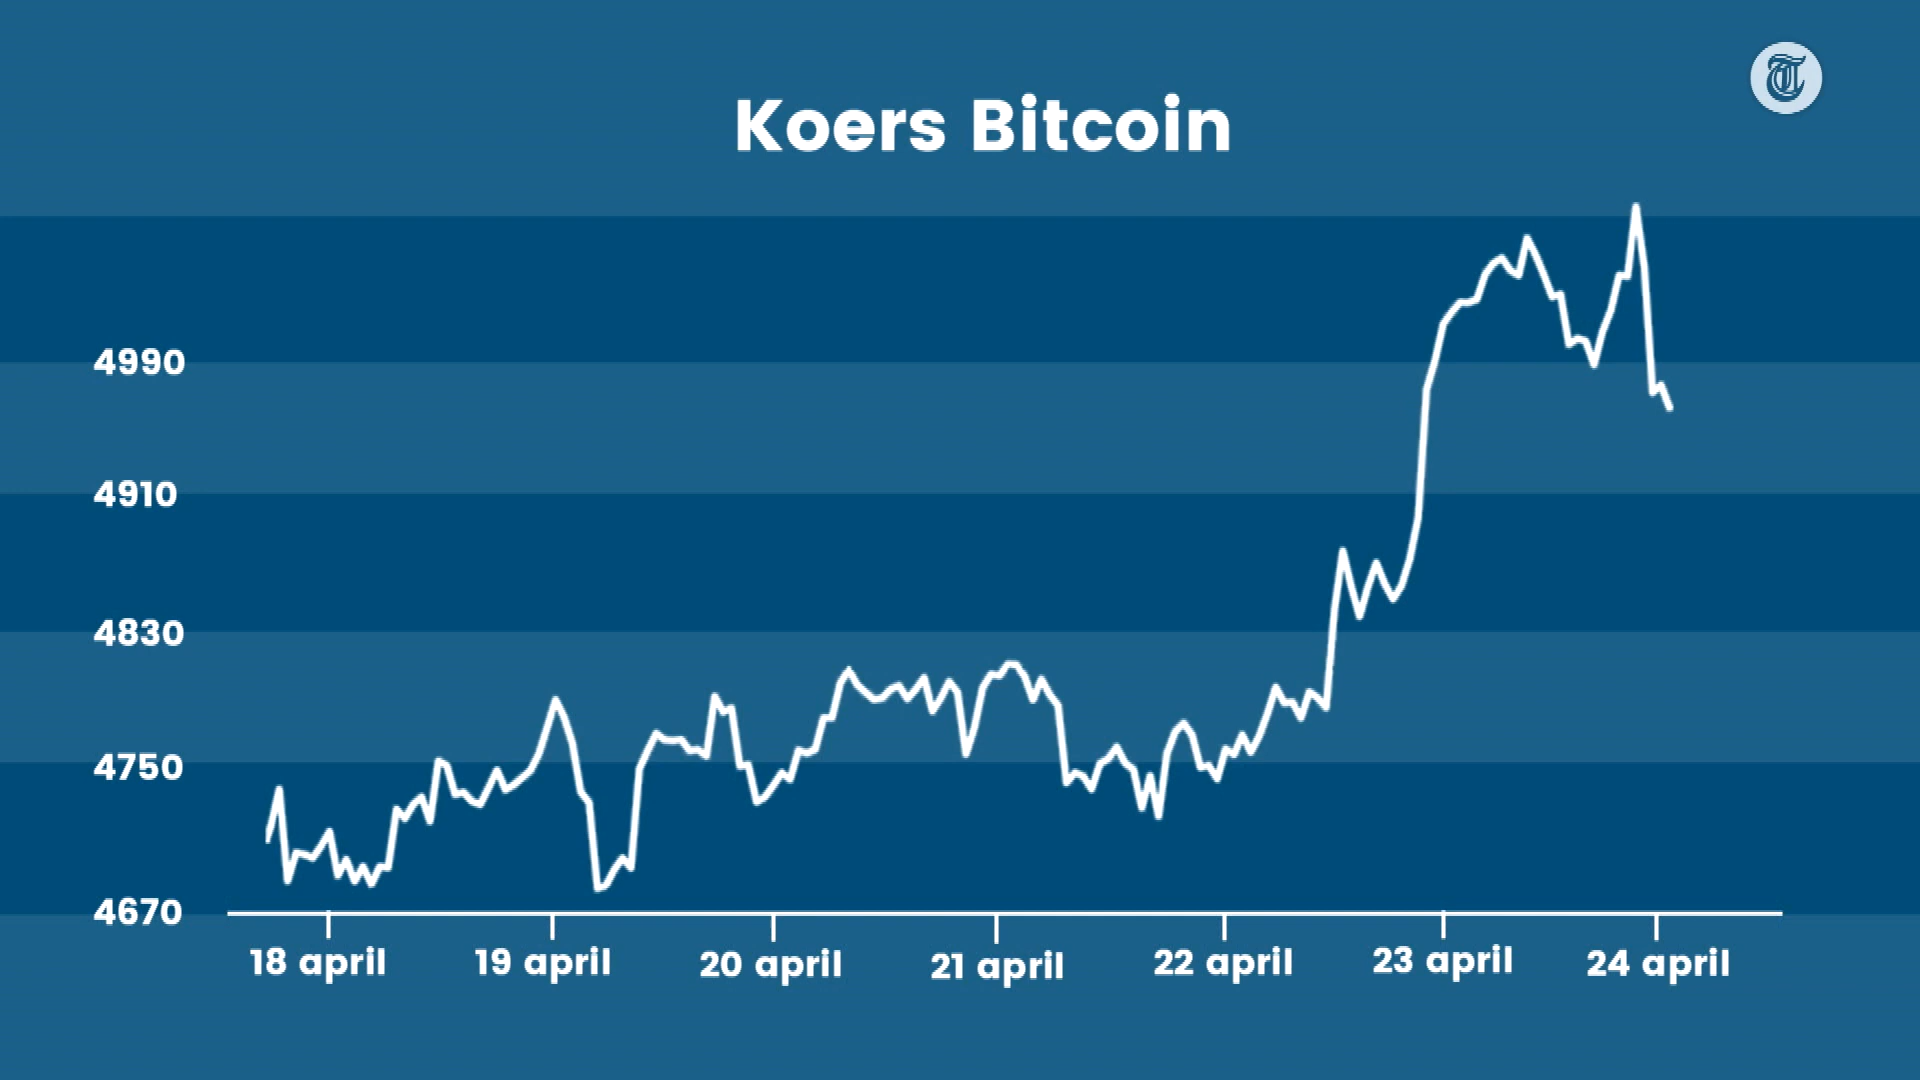 Koers Bitcoin
T
4990
4910
4830
4750
4670
18 april
19 april
20 april
21 april
22 april
23 april
24 april